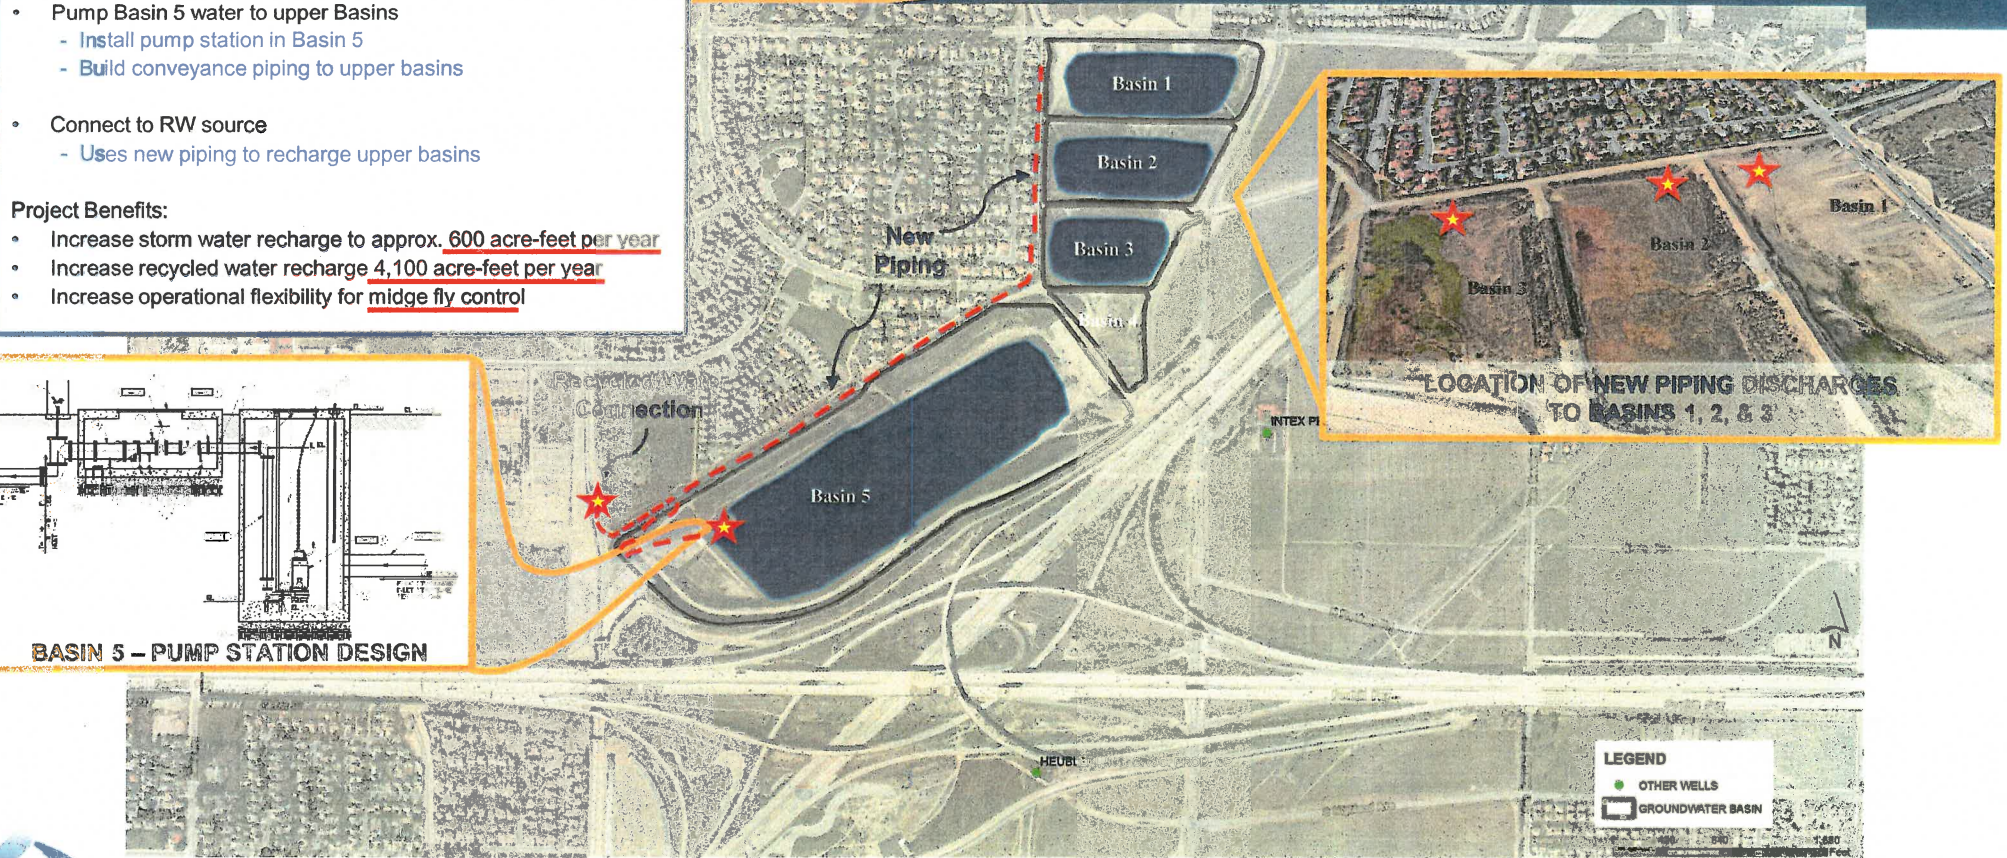 • Pump Basin 5 water to upper Basins
- Install pump station in Basin 5
- Build conveyance piping to upper basins
• Connect to RW source
- Uses new piping to recharge upper basins
Project Benefits:
• Increase storm water recharge to approx. 600 acre-feet per year
• Increase recycled water recharge 4,100 acre-feet per year
• Increase operational flexibility for midge fly control
Basin 1
Basin 2
Basin 3
Basin 4
New
Piping
Recycled Water
Connection
Basin 5
BASIN 5 – PUMP STATION DESIGN
Basin 1
Basin 2
Basin 3
LOCATION OF NEW PIPING DISCHARGES
TO BASINS 1, 2, & 3
INTEX
HEUBL
N
LEGEND
OTHER WELLS
GROUNDWATER BASIN
Feet